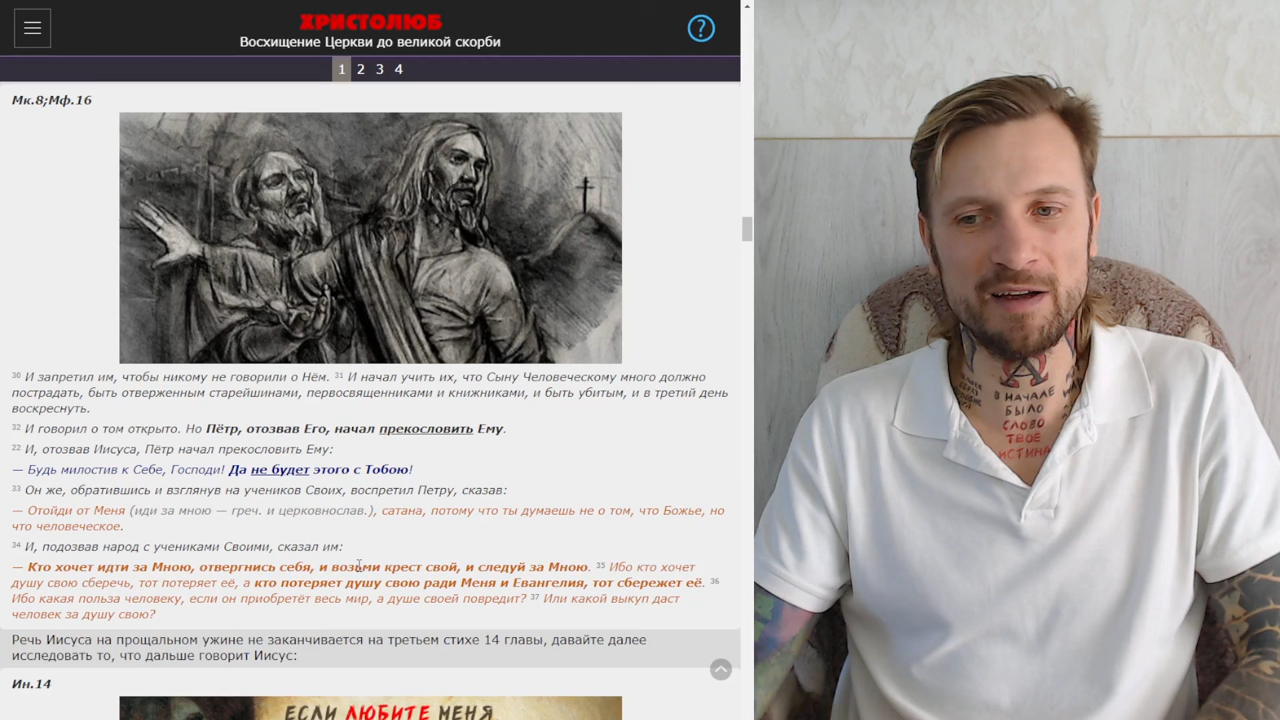 ХРИСТОЛЮБ
Восхищение Церкви до великой скорби
?
1 2 3 4
Мк.8;Мф.16
30 И запретил им, чтобы никому не говорили о Нём. 31 И начал учить их, что Сыну Человеческому много должно
пострадать, быть отверженным старейшинами, первосвященниками и книжниками, и быть убитым, и в третий день
воскреснуть.
32 И говорил о том открыто. Но Пётр, отозвав Его, начал прекословить Ему.
22 И, отозвав Иисуса, Пётр начал прекословить Ему:
— Будь милостив к Себе, Господи! Да не будет этого с Тобою!
33 Он же, обратившись и взглянув на учеников Своих, воспретил Петру, сказав:
— Отойди от Меня (иди за мною — греч. и церковнослав.), сатана, потому что ты думаешь не о том, что Божье, но
что человеческое.
34 И, подозвав народ с учениками Своими, сказал им:
— Кто хочет идти за Мною, отвергнись себя, и возьми крест свой, и следуй за Мною. 35 Ибо кто хочет
душу свою сберечь, тот потеряет её, а кто потеряет душу свою ради Меня и Евангелия, тот сбережет её. 36
Ибо какая польза человеку, если он приобретёт весь мир, а душе своей повредит? 37 Или какой выкуп даст
человек за душу свою?
Речь Иисуса на прощальном ужине не заканчивается на третьем стихе 14 главы, давайте далее
исследовать то, что дальше говорит Иисус:
Ин.14
ЕСЛИ ЛЮБИТЕ МЕНЯ
В НАЧАЛЕ
БЫЛО
СЛОВО
ТВОЕ
ИСТИНА